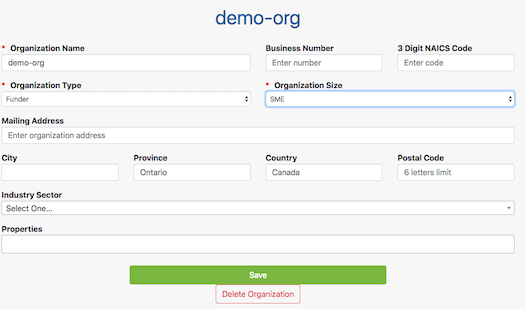 demo-org
* Organization Name
Business Number
3 Digit NAICS Code
demo-org
Enter number
Enter code
* Organization Type
* Organization Size
Funder
SME
Mailing Address
Enter organization address
City
Province
Country
Postal Code
Ontario
Canada
6 letters limit
Industry Sector
Select One...
Properties
Save
Delete Organization